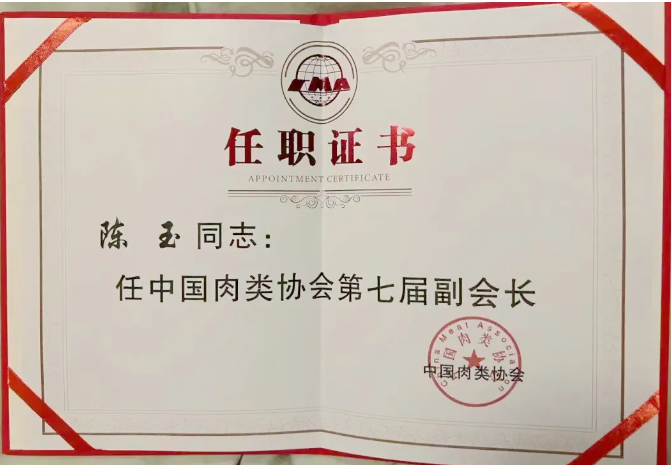 CMA
任职证书
APPOINTMENT CERTIFICATE
陈 玉 同志：
任中国肉类协会第七届副会长
China Meat Association
中国肉类协会
中国肉类协会